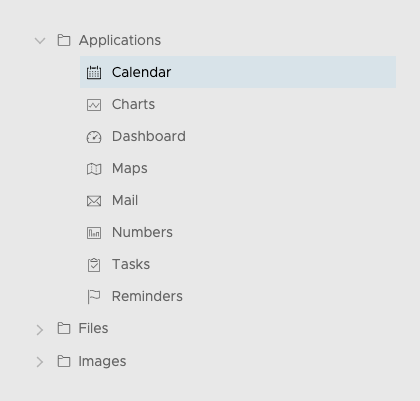 Applications
Calendar
Charts
Dashboard
Maps
Mail
Numbers
Tasks
Reminders
Files
Images